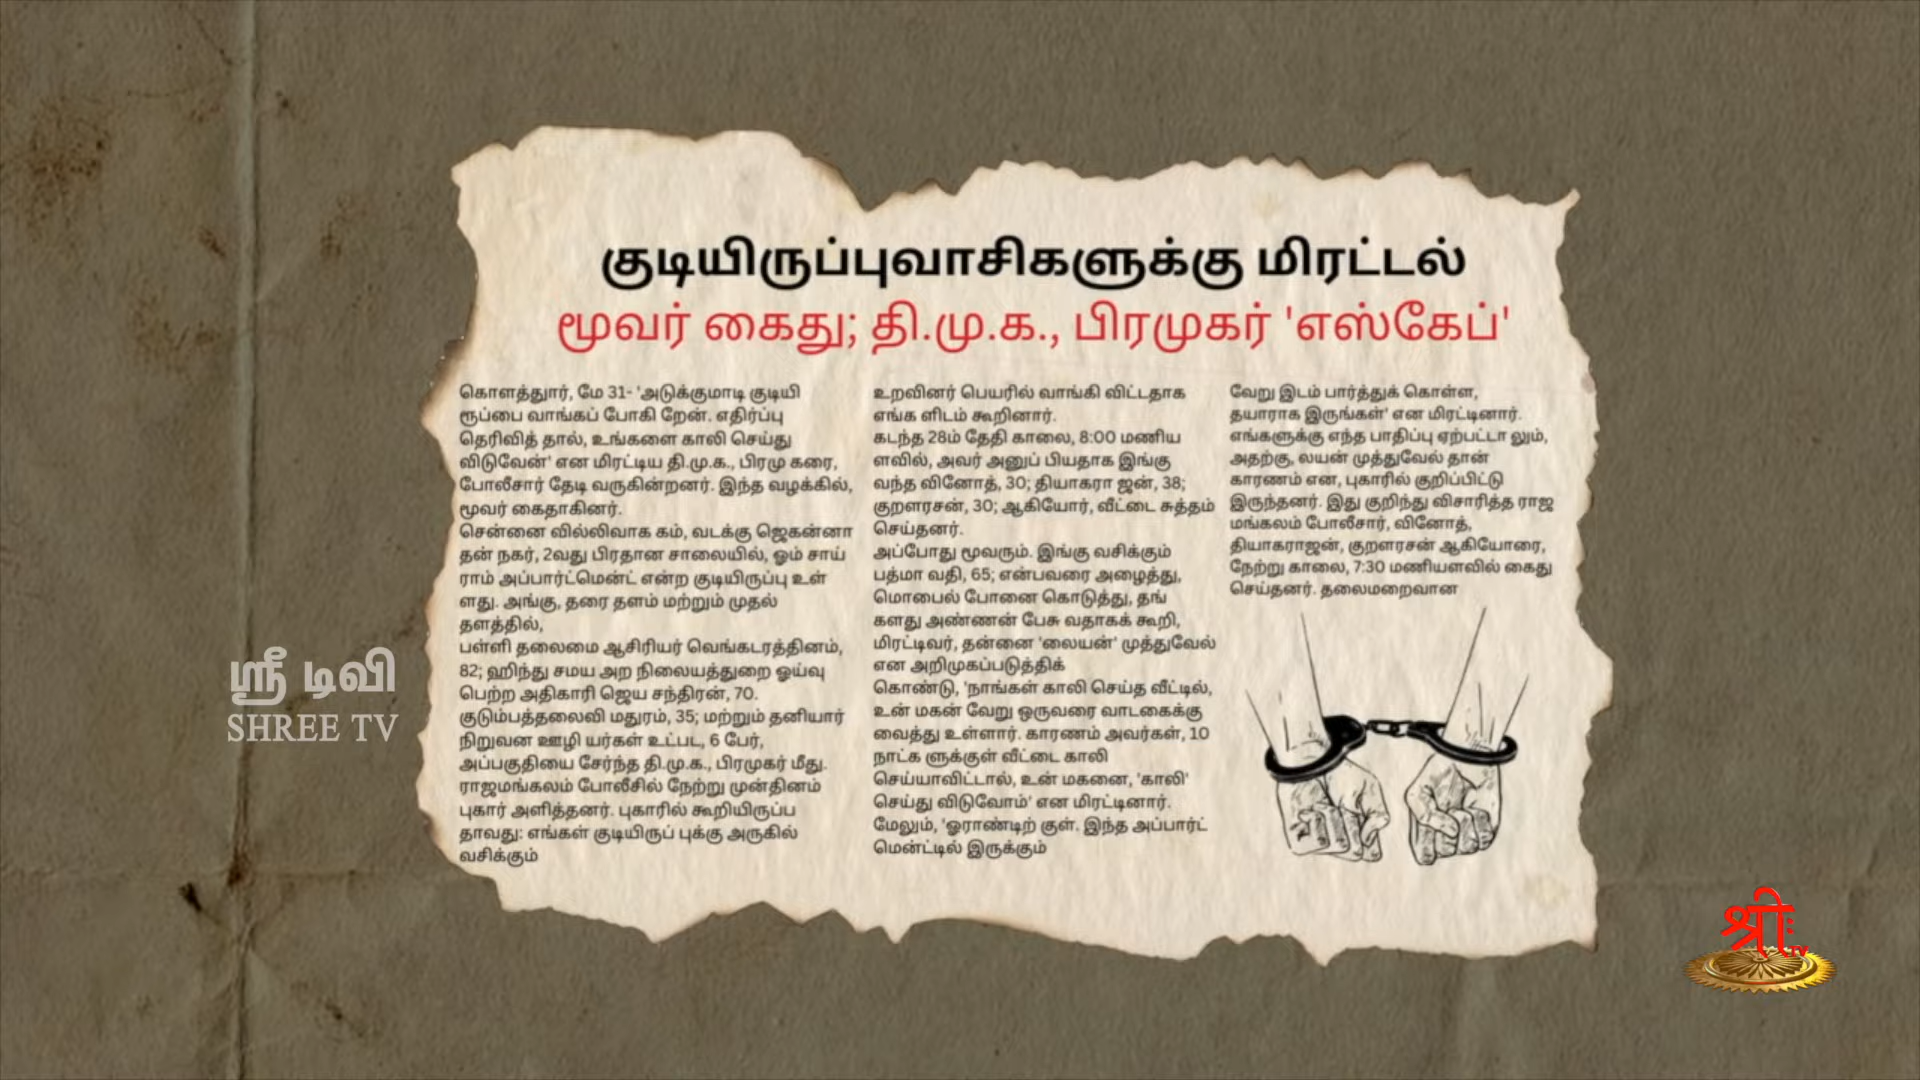 குடியிருப்புவாசிகளுக்கு மிரட்டல்
மூவர் கைது; தி.மு.க., பிரமுகர் 'எஸ்கேப்'
கொளத்துார், மே 31- 'அடுக்குமாடி குடியி
ருப்பை வாங்கப் போகி றேன். எதிர்ப்பு
தெரிவித் தால், உங்களை காலி செய்து
விடுவேன்' என மிரட்டிய தி.மு.க., பிரமு கரை,
போலீசார் தேடி வருகின்றனர். இந்த வழக்கில்,
மூவர் கைதாகினர்.
சென்னை வில்லிவாக கம், வடக்கு ஜெகன்னா
தன் நகர், 2வது பிரதான சாலையில், ஓம் சாய்
ராம் அப்பார்ட்மென்ட் என்ற குடியிருப்பு உள்
ளது. அங்கு, தரை தளம் மற்றும் முதல்
தளத்தில்,
பள்ளி தலைமை ஆசிரியர் வெங்கடரத்தினம்,
82; ஹிந்து சமய அற நிலையத்துறை ஓய்வு
பெற்ற அதிகாரி ஜெய சந்திரன், 70.
குடும்பத்தலைவி மதுரம், 35; மற்றும் தனியார்
நிறுவன ஊழி யர்கள் உட்பட, 6 பேர்,
அப்பகுதியை சேர்ந்த தி.மு.க., பிரமுகர் மீது.
ராஜமங்கலம் போலீசில் நேற்று முன்தினம்
புகார் அளித்தனர். புகாரில் கூறியிருப்ப
தாவது: எங்கள் குடியிருப் புக்கு அருகில்
வசிக்கும்
உறவினர் பெயரில் வாங்கி விட்டதாக
எங்க ளிடம் கூறினார்.
கடந்த 28ம் தேதி காலை, 8:00 மணிய
ளவில், அவர் அனுப் பியதாக இங்கு
வந்த வினோத், 30; தியாகரா ஜன், 38;
குறளரசன், 30; ஆகியோர், வீட்டை சுத்தம்
செய்தனர்.
அப்போது மூவரும். இங்கு வசிக்கும்
பத்மா வதி, 65; என்பவரை அழைத்து,
மொபைல் போனை கொடுத்து, தங்
களது அண்ணன் பேசு வதாகக் கூறி,
மிரட்டிவர், தன்னை 'லையன்' முத்துவேல்
என அறிமுகப்படுத்திக்
கொண்டு, 'நாங்கள் காலி செய்த வீட்டில்,
உன் மகன் வேறு ஒருவரை வாடகைக்கு
வைத்து உள்ளார். காரணம் அவர்கள், 10
நாட்க ளுக்குள் வீட்டை காலி
செய்யாவிட்டால், உன் மகனை, 'காலி'
செய்து விடுவோம்' என மிரட்டினார்.
மேலும், 'ஓராண்டிற் குள். இந்த அப்பார்ட்
மென்ட்டில் இருக்கும்
வேறு இடம் பார்த்துக் கொள்ள,
தயாராக இருங்கள்' என மிரட்டினார்.
எங்களுக்கு எந்த பாதிப்பு ஏற்பட்டா லும்,
அதற்கு, லயன் முத்துவேல் தான்
காரணம் என, புகாரில் குறிப்பிட்டு
இருந்தனர். இது குறிந்து விசாரித்த ராஜ
மங்கலம் போலீசார், வினோத்,
தியாகராஜன், குறளரசன் ஆகியோரை,
நேற்று காலை, 7:30 மணியளவில் கைது
செய்தனர். தலைமறைவான
ஸ்ரீ டிவி
SHREE TV
श्रीः TV